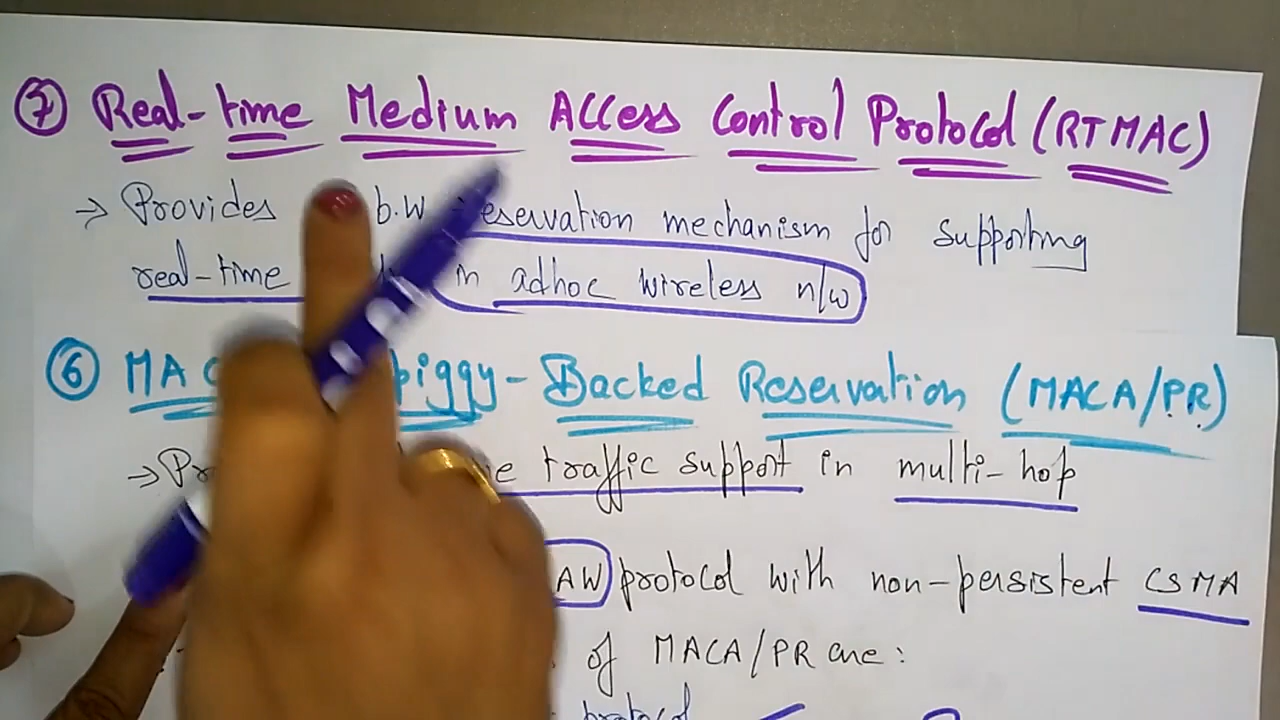 ⑦ Real-time Medium Access Control Protocol (RTMAC)
→ Provides b.w reservation mechanism for supporting
real-time in adhoc wireless n/w
⑥ piggy-Backed Reservation (MACA/PR)
→ traffic support in multi-hop
protocol with non-persistent CSMA
of MACA/PR are:
protocol